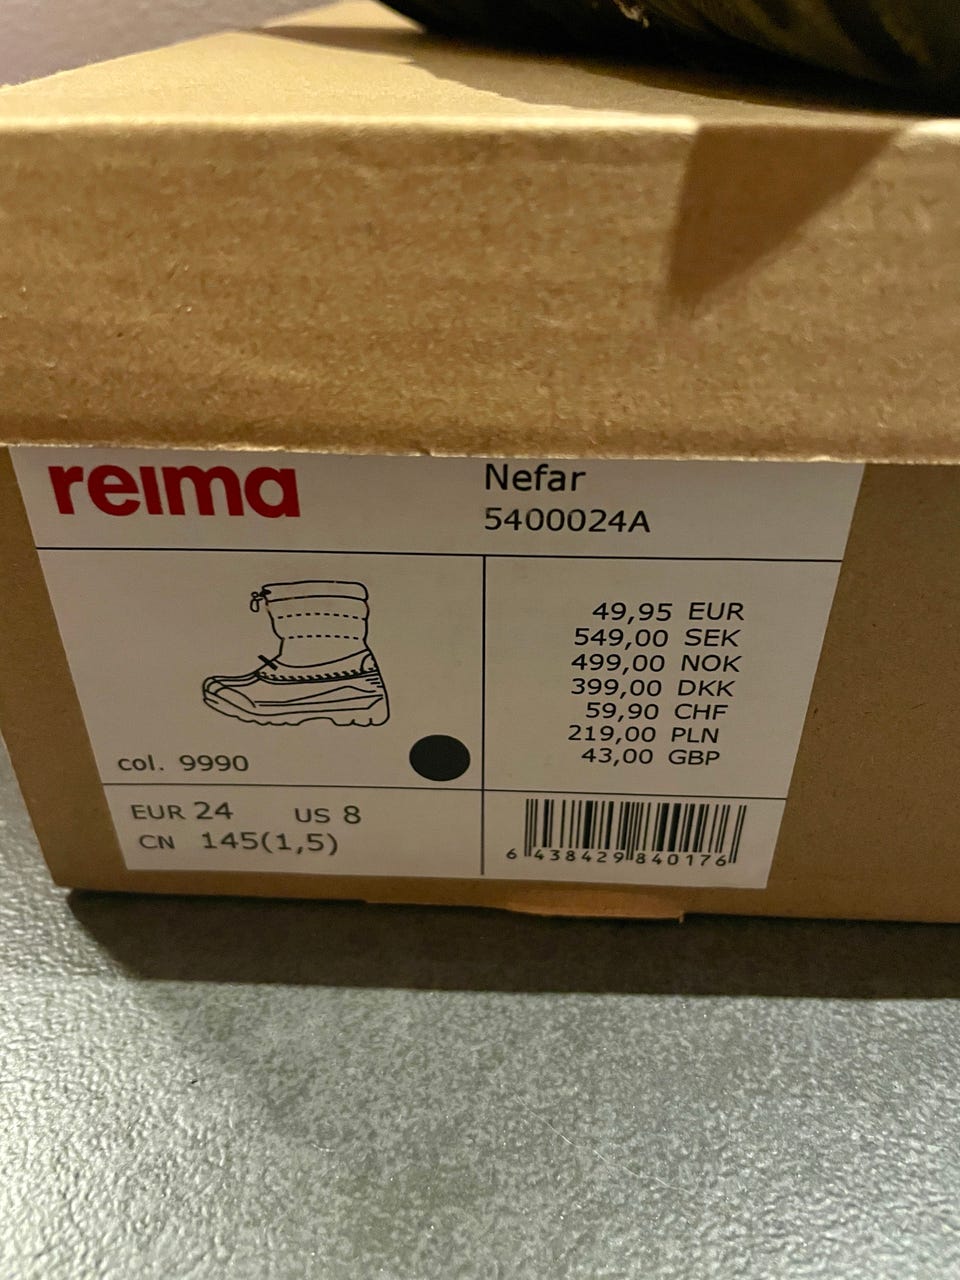 reima
Nefar
5400024A
49,95 EUR
549,00 SEK
499,00 NOK
399,00 DKK
59,90 CHF
219,00 PLN
43,00 GBP
col. 9990
EUR 24 US 8
CN 145(1,5)
6 438429 840176